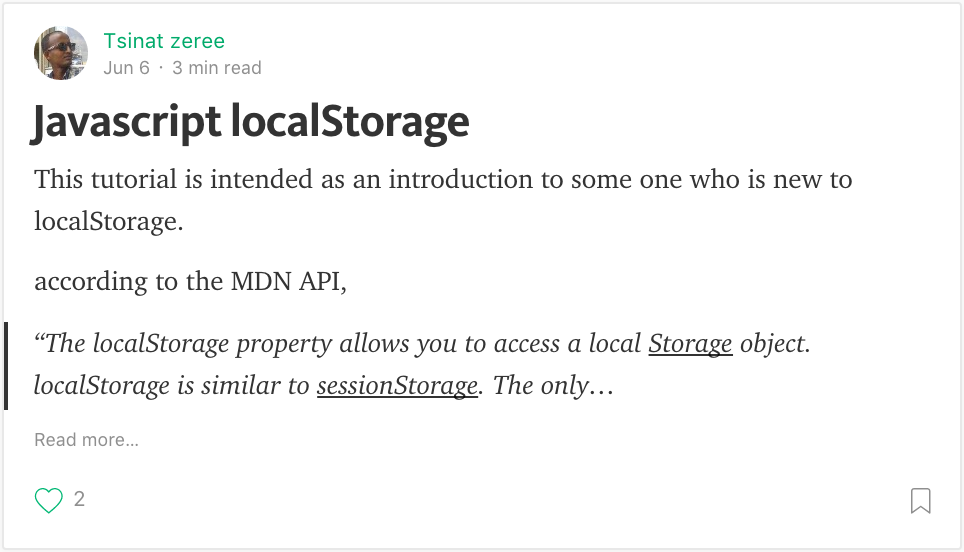 Tsinat zeree
Jun 6 · 3 min read
Javascript localStorage
This tutorial is intended as an introduction to some one who is new to
localStorage.
according to the MDN API,
“The localStorage property allows you to access a local Storage object.
localStorage is similar to sessionStorage. The only…
Read more…
2